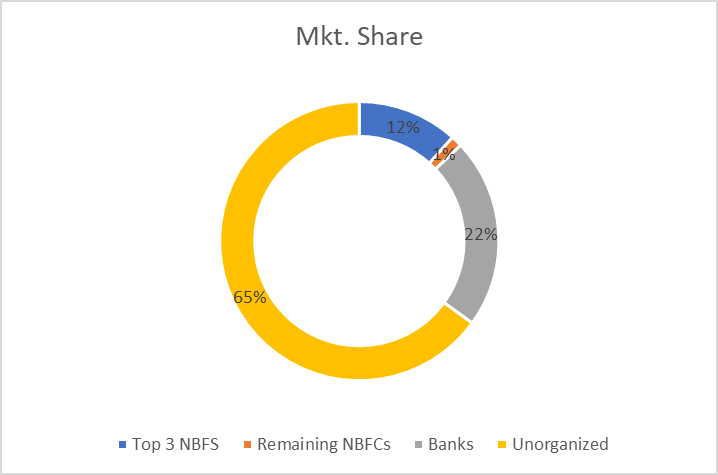 Mkt. Share
12%
1%
22%
65%
Top 3 NBFS
Remaining NBFCs
Banks
Unorganized